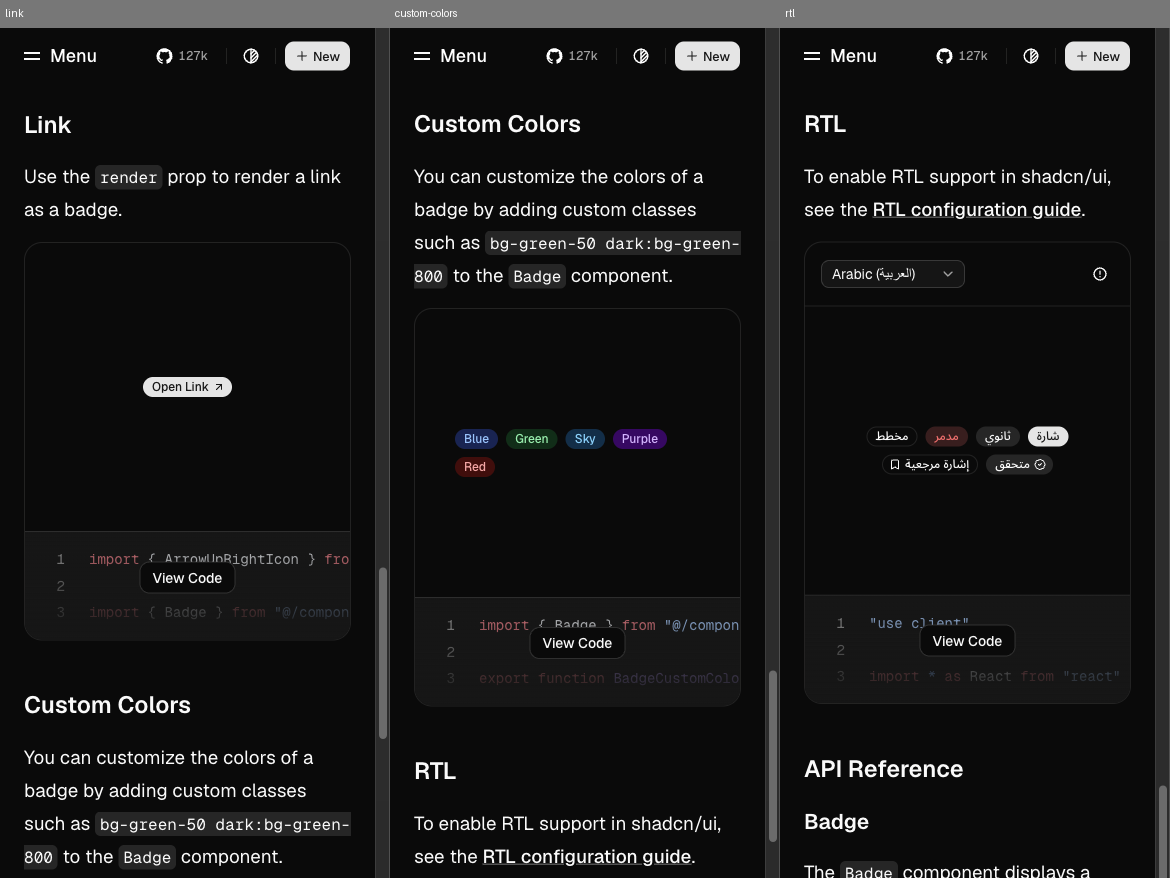 link
Menu
127k
New
Link
Use the render prop to render a link
as a badge.
Open Link
1 import { ArrowUpRightIcon } fro
2
View Code
3 import { Badge } from "@/compon
Custom Colors
You can customize the colors of a
badge by adding custom classes
such as bg-green-50 dark:bg-green-
800 to the Badge component.
custom-colors
Menu
127k
New
Custom Colors
You can customize the colors of a
badge by adding custom classes
such as bg-green-50 dark:bg-green-
800 to the Badge component.
Blue Green Sky Purple
Red
1 import { Badge } from "@/compon
2
View Code
3 export function BadgeCustomColo
RTL
To enable RTL support in shadcn/ui,
see the RTL configuration guide.
rtl
Menu
127k
New
RTL
To enable RTL support in shadcn/ui,
see the RTL configuration guide.
Arabic (العربية)
شارة ثانوي مدمر مخطط
متحقق إشارة مرجعية
1 "use client"
2
View Code
3 import * as React from "react"
API Reference
Badge
The Badge component displays a